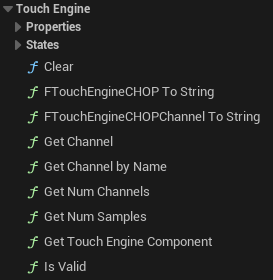 Touch Engine
Properties
States
Clear
FTouchEngineCHOP To String
FTouchEngineCHOPChannel To String
Get Channel
Get Channel by Name
Get Num Channels
Get Num Samples
Get Touch Engine Component
Is Valid